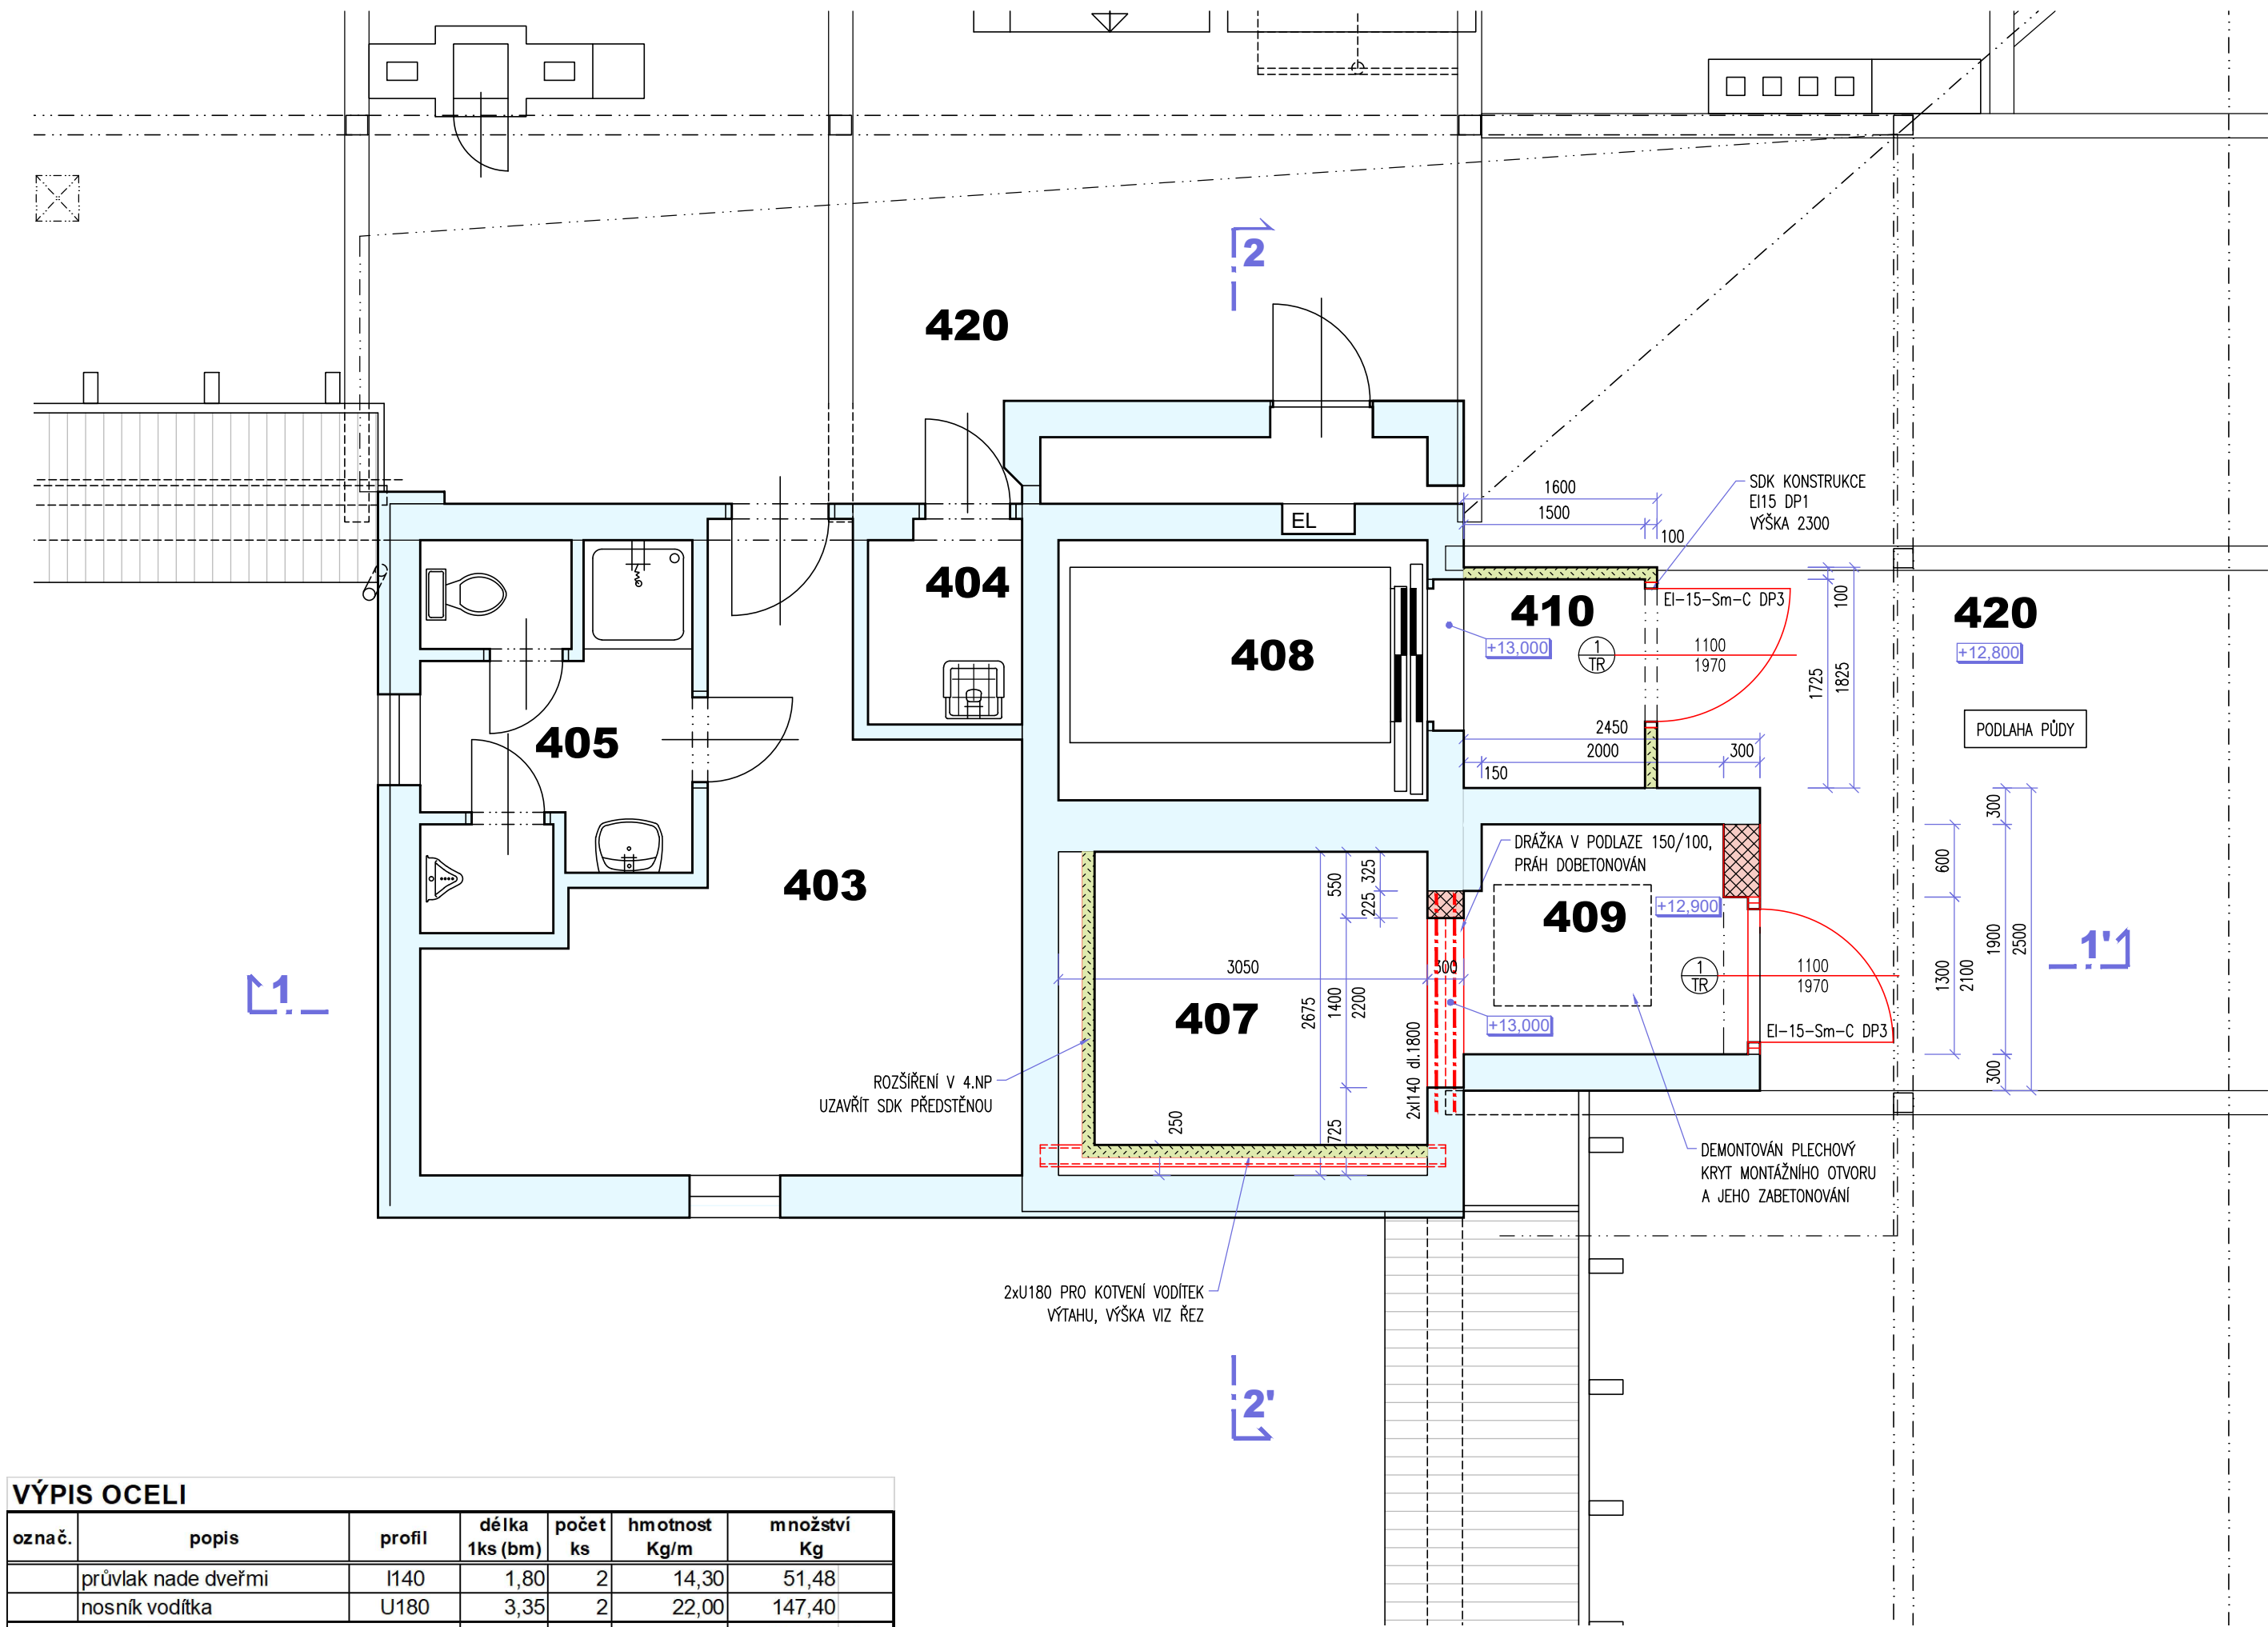 2
420
EL
1600
1500
100
SDK KONSTRUKCE
EI15 DP1
VÝŠKA 2300
404
408
410
+13,000
EI-15-Sm-C DP3
1
TR
1100
1970
100
1725
1825
420
+12,800
PODLAHA PŮDY
405
2450
2000
300
150
403
DRÁŽKA V PODLAZE 150/100,
PRÁH DOBETONOVÁN
325
550
225
409
+12,900
300
600
1900
2500
1300
2100
300
1'
1
3050
300
407
2675
1400
2200
+13,000
1
TR
1100
1970
EI-15-Sm-C DP3
2xI140 dl.1800
ROZŠÍŘENÍ V 4.NP
UZAVŘÍT SDK PŘEDSTĚNOU
250
725
DEMONTOVÁN PLECHOVÝ
KRYT MONTÁŽNÍHO OTVORU
A JEHO ZABETONOVÁNÍ
2xU180 PRO KOTVENÍ VODÍTEK
VÝTAHU, VÝŠKA VIZ ŘEZ
2'
VÝPIS OCELI
označ. popis profil délka 1ks (bm) počet ks hmotnost Kg/m množství Kg
průvlak nade dveřmi I140 1,80 2 14,30 51,48
nosník vodítka U180 3,35 2 22,00 147,40